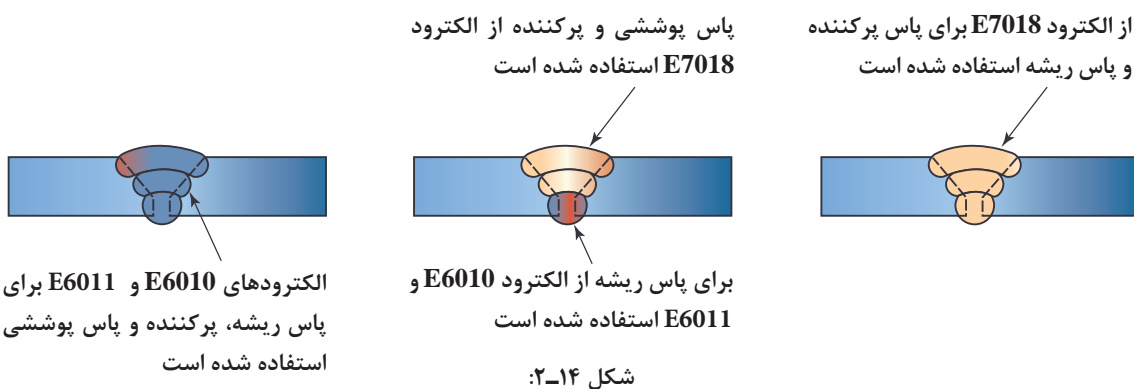 از الکترود E7018 برای پاس پرکننده
و پاس ریشه استفاده شده است
پاس پوششی و پرکننده از الکترود
E7018 استفاده شده است
برای پاس ریشه از الکترود E6010 و
E6011 استفاده شده است
الکترودهای E6010 و E6011 برای
پاس ریشه، پرکننده و پاس پوششی
استفاده شده است
شکل ۱۴ــ۲: